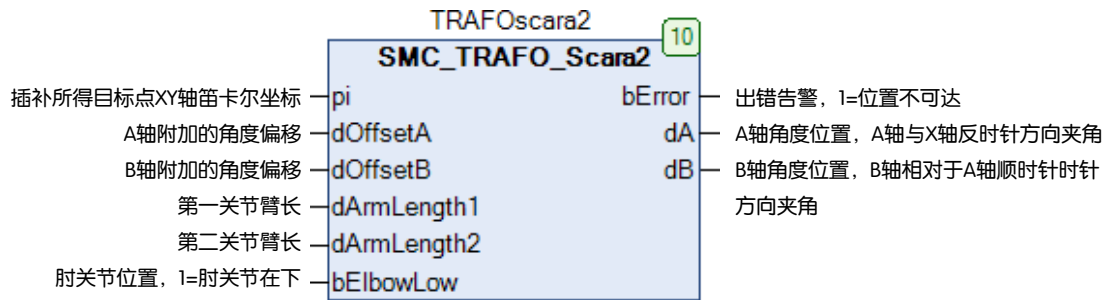 TRAFOscara2
10
SMC_TRAFO_Scara2
插补所得目标点XY轴笛卡尔坐标 pi bError 出错告警，1=位置不可达
A轴附加的角度偏移 dOffsetA dA A轴角度位置，A轴与X轴反时针方向夹角
B轴附加的角度偏移 dOffsetB dB B轴角度位置，B轴相对于A轴顺时针时针
第一关节臂长 dArmLength1 方向夹角
第二关节臂长 dArmLength2
肘关节位置，1=肘关节在下 bElbowLow